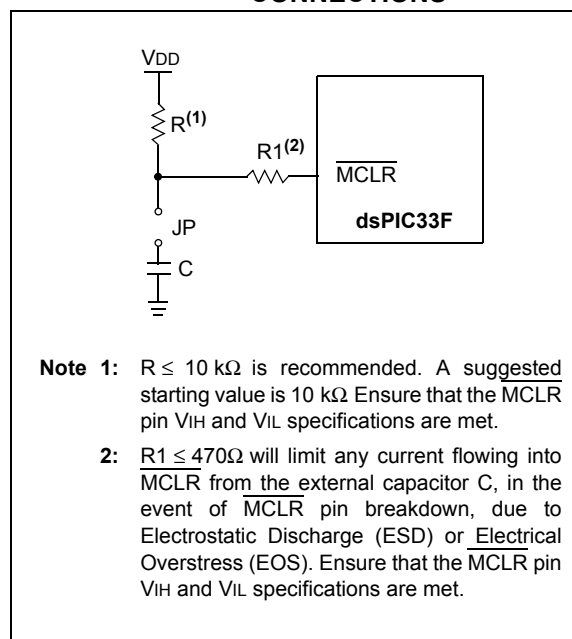 CONNECTIONS
VDD
R(1)
R1(2)
MCLR
dsPIC33F
JP
C
Note 1: R ≤ 10 kΩ is recommended. A suggested
starting value is 10 kΩ Ensure that the MCLR
pin VIH and VIL specifications are met.
2: R1 ≤ 470Ω will limit any current flowing into
MCLR from the external capacitor C, in the
event of MCLR pin breakdown, due to
Electrostatic Discharge (ESD) or Electrical
Overstress (EOS). Ensure that the MCLR pin
VIH and VIL specifications are met.